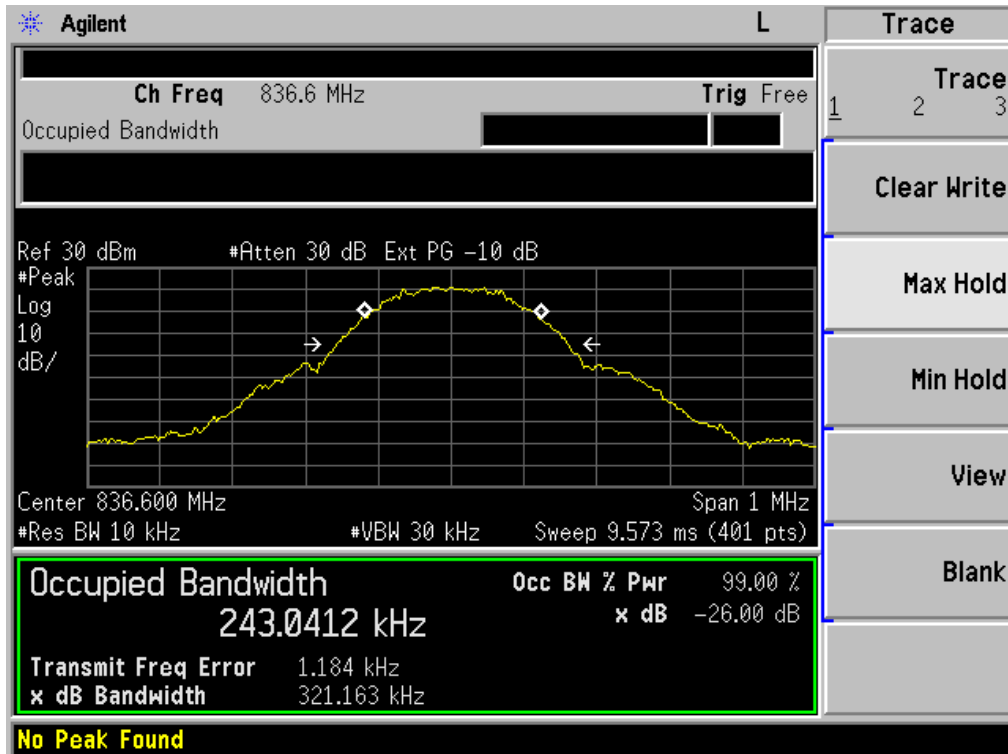 Agilent L Trace
Ch Freq 836.6 MHz Trig Free
Occupied Bandwidth
Trace
1 2 3
Clear Write
Max Hold
Min Hold
View
Blank
Ref 30 dBm #Atten 30 dB Ext PG -10 dB
#Peak
Log
10
dB/
Center 836.600 MHz Span 1 MHz
#Res BW 10 kHz #VBW 30 kHz Sweep 9.573 ms (401 pts)
Occupied Bandwidth Occ BW % Pwr 99.00 %
243.0412 kHz x dB -26.00 dB
Transmit Freq Error 1.184 kHz
x dB Bandwidth 321.163 kHz
No Peak Found